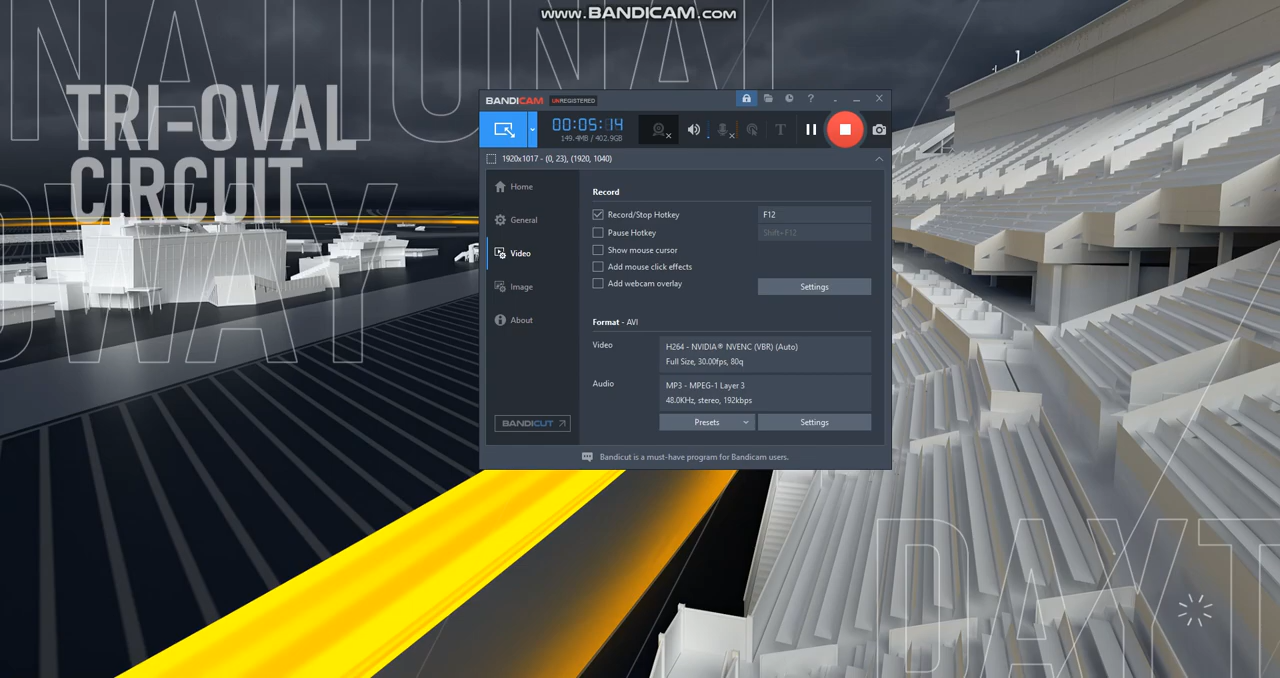 www.BANDICAM.com
NATIONAL
TRI-OVAL
CIRCUIT
BANDICAM UNREGISTERED
00:05:14
149.4MB / 402.9GB
1920x1017 - (0, 23), (1920, 1040)
Home
General
Video
Image
About
BANDICUT
Record
Record/Stop Hotkey
F12
Pause Hotkey
Shift+F12
Show mouse cursor
Add mouse click effects
Add webcam overlay
Settings
Format - AVI
Video
H264 - NVIDIA® NVENC (VBR) (Auto)
Full Size, 30.00fps, 80q
Audio
MP3 - MPEG-1 Layer 3
48.0KHz, stereo, 192kbps
Presets
Settings
Bandicut is a must-have program for Bandicam users.